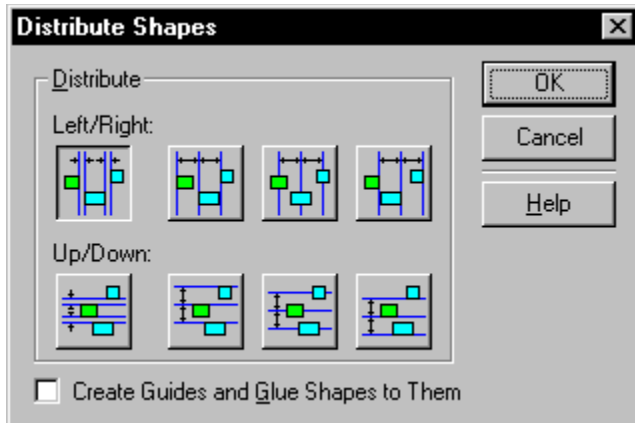 Distribute Shapes
Distribute
OK
Left/Right:
Cancel
Help
Up/Down:
Create Guides and Glue Shapes to Them